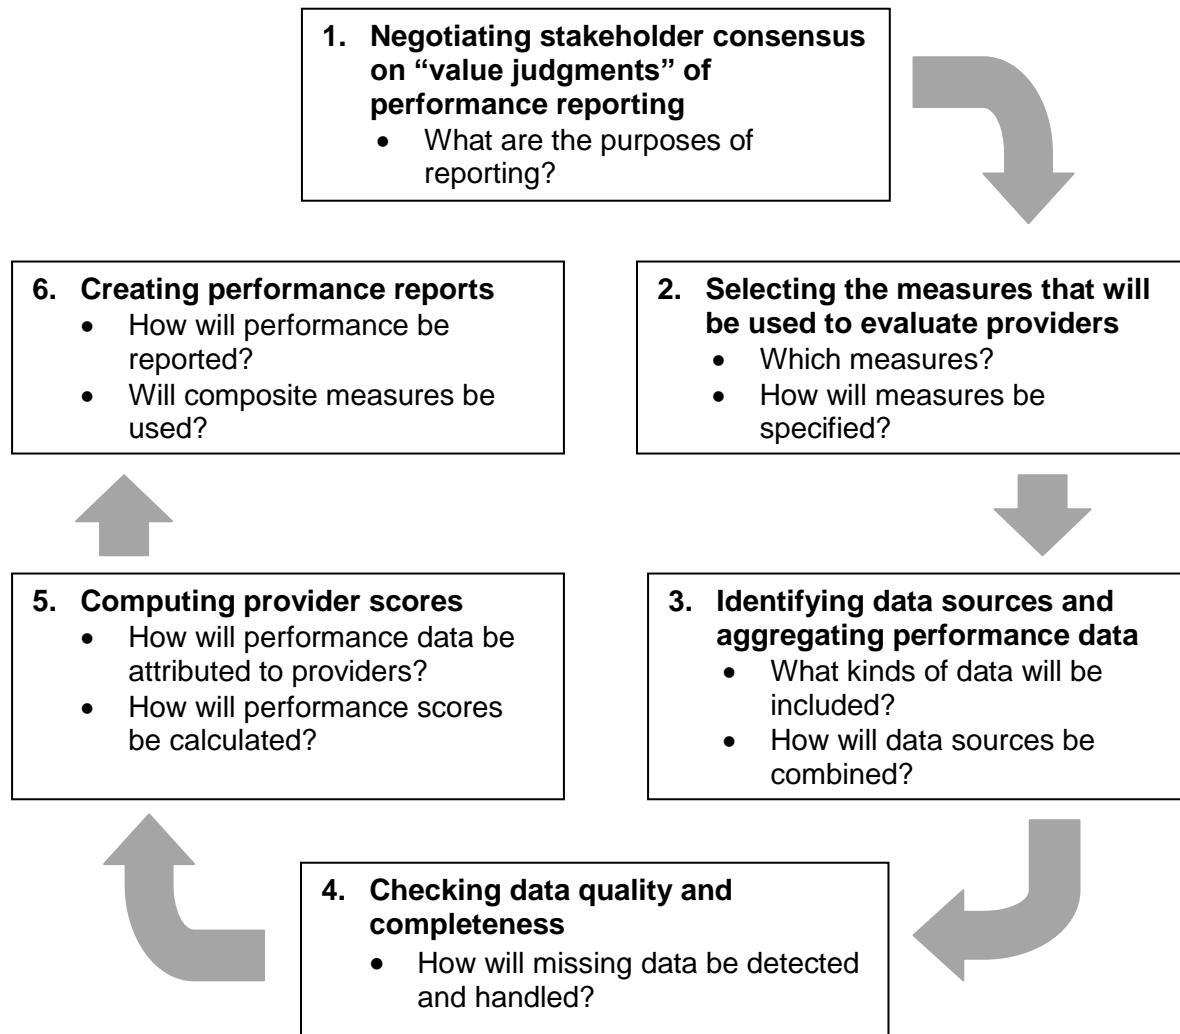 1. Negotiating stakeholder consensus
on “value judgments” of
performance reporting
• What are the purposes of
reporting?
2. Selecting the measures that will
be used to evaluate providers
• Which measures?
• How will measures be
specified?
3. Identifying data sources and
aggregating performance data
• What kinds of data will be
included?
• How will data sources be
combined?
4. Checking data quality and
completeness
• How will missing data be detected
and handled?
5. Computing provider scores
• How will performance data be
attributed to providers?
• How will performance scores
be calculated?
6. Creating performance reports
• How will performance be
reported?
• Will composite measures be
used?